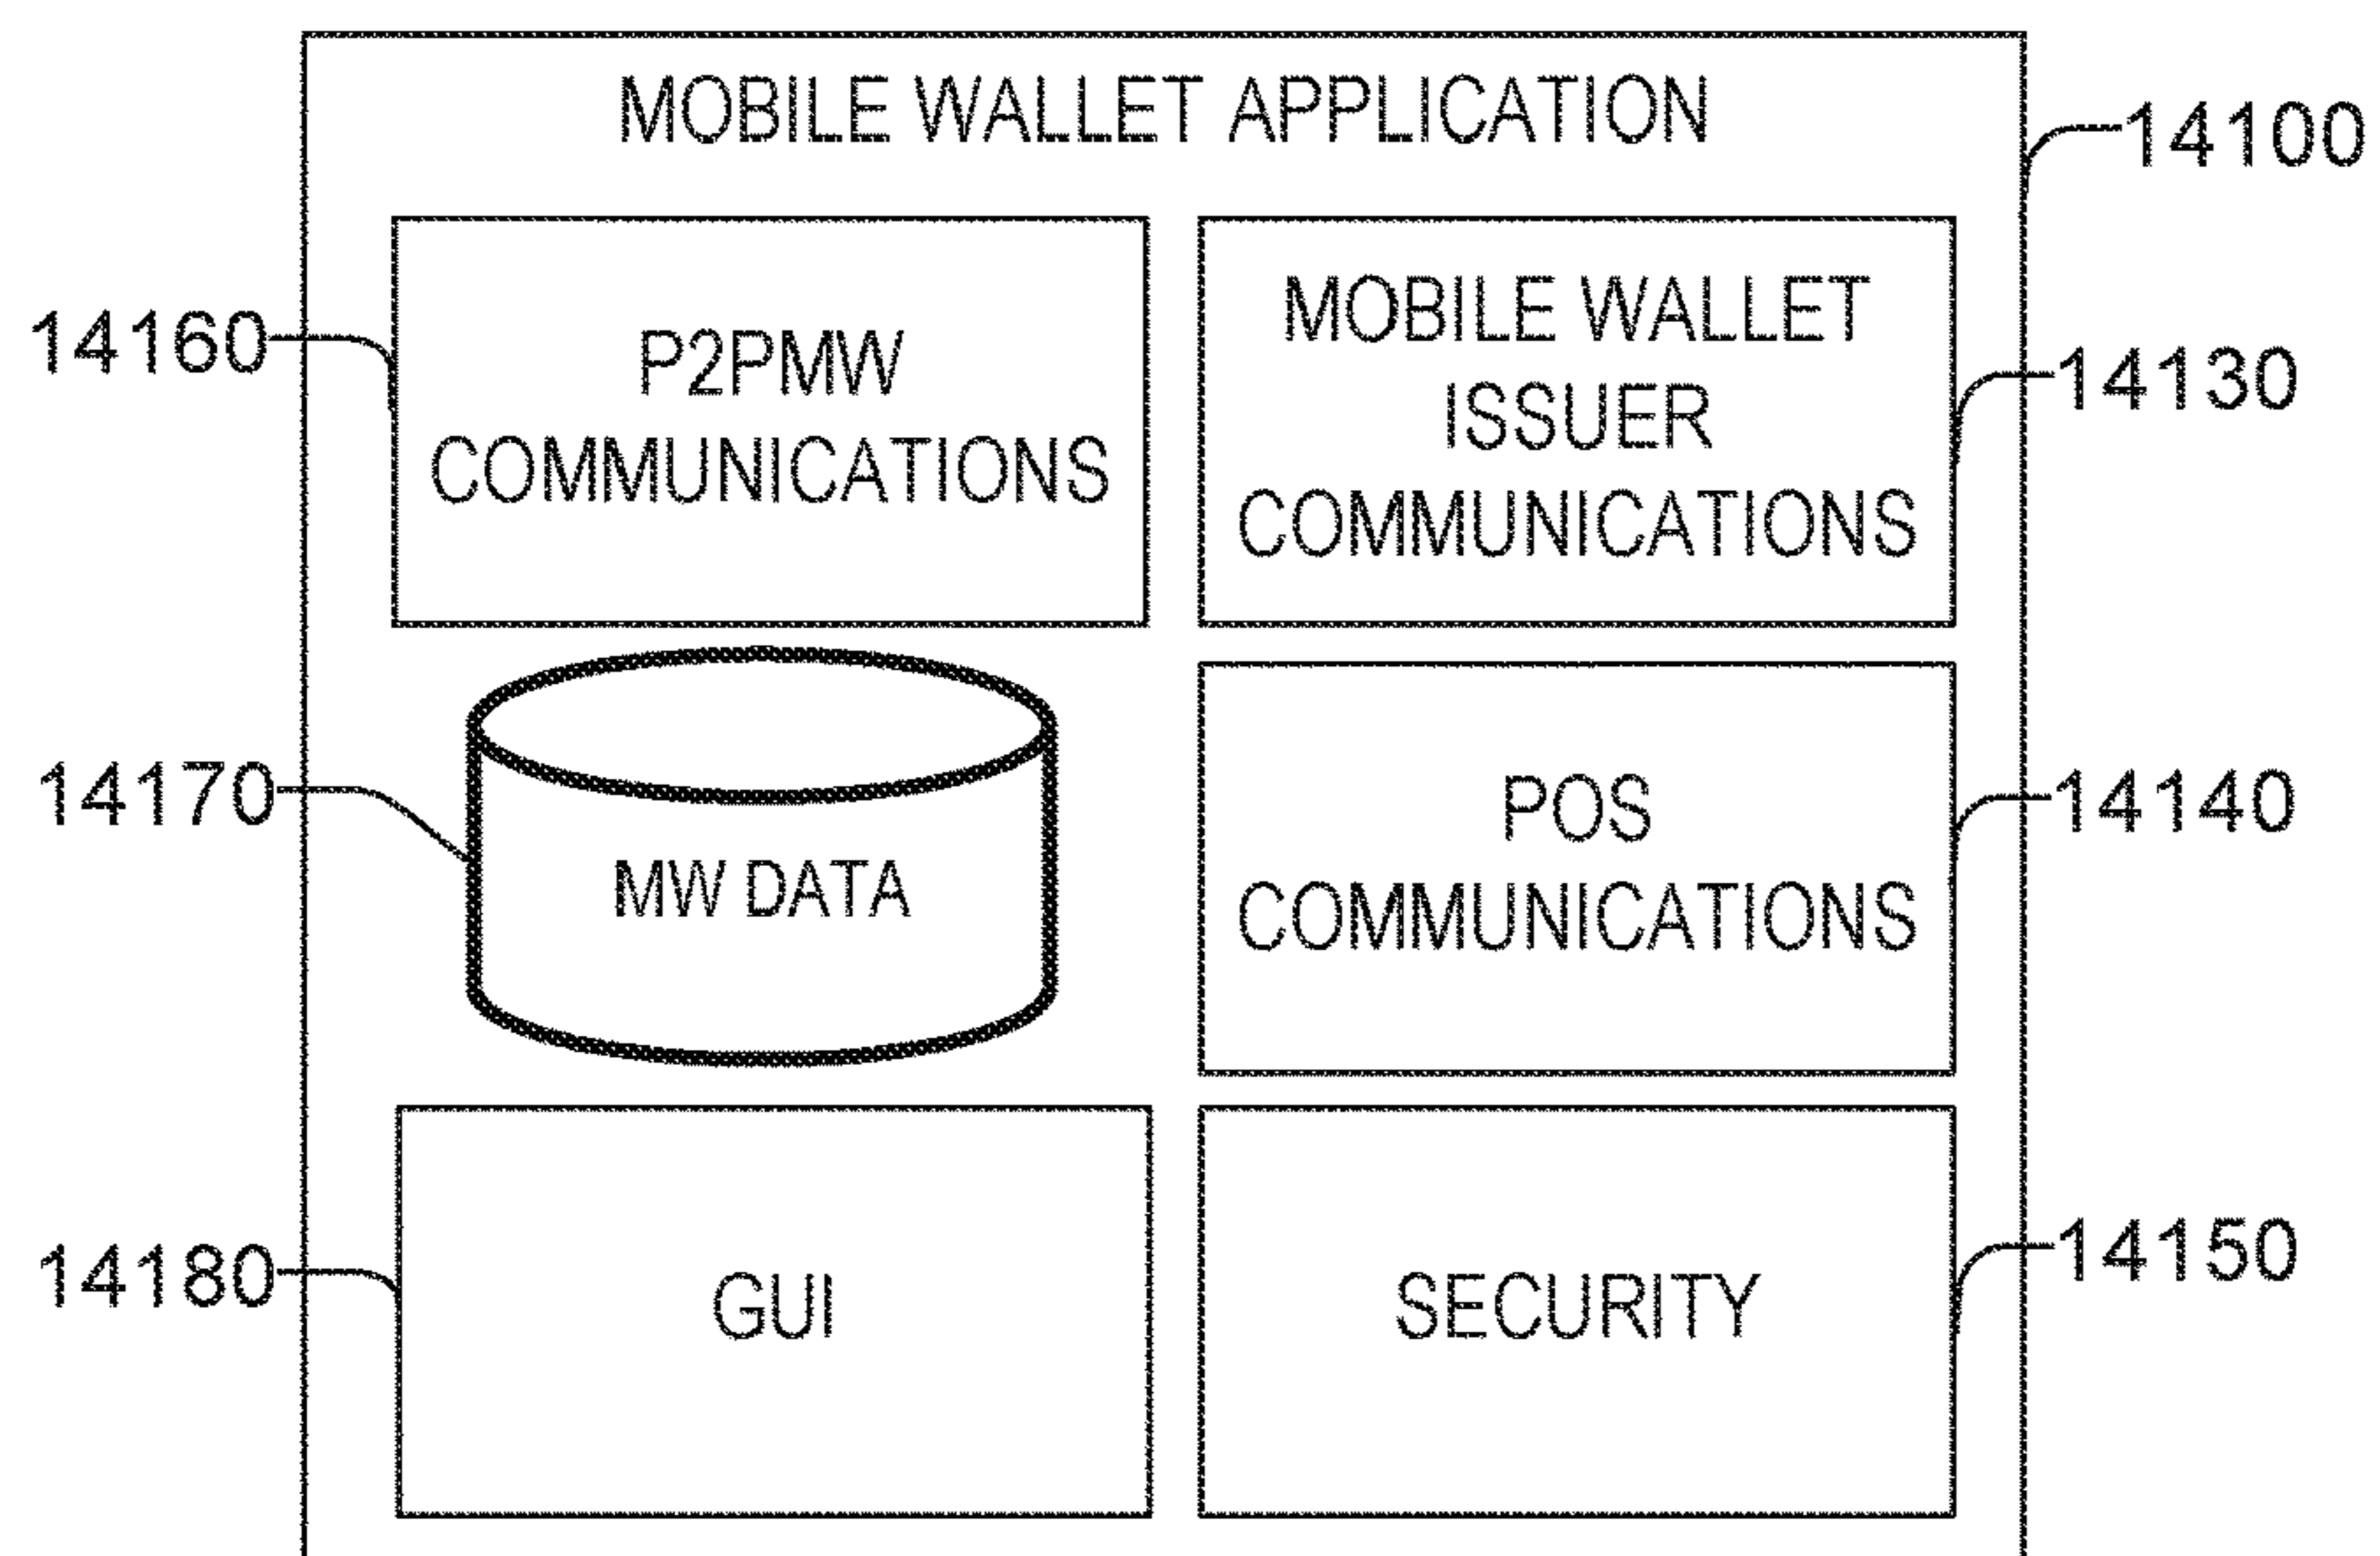 MOBILE WALLET APPLICATION
14100
14160
P2PMW
COMMUNICATIONS
MOBILE WALLET
ISSUER
COMMUNICATIONS
14130
14170
MW DATA
POS
COMMUNICATIONS
14140
14180
GUI
SECURITY
14150